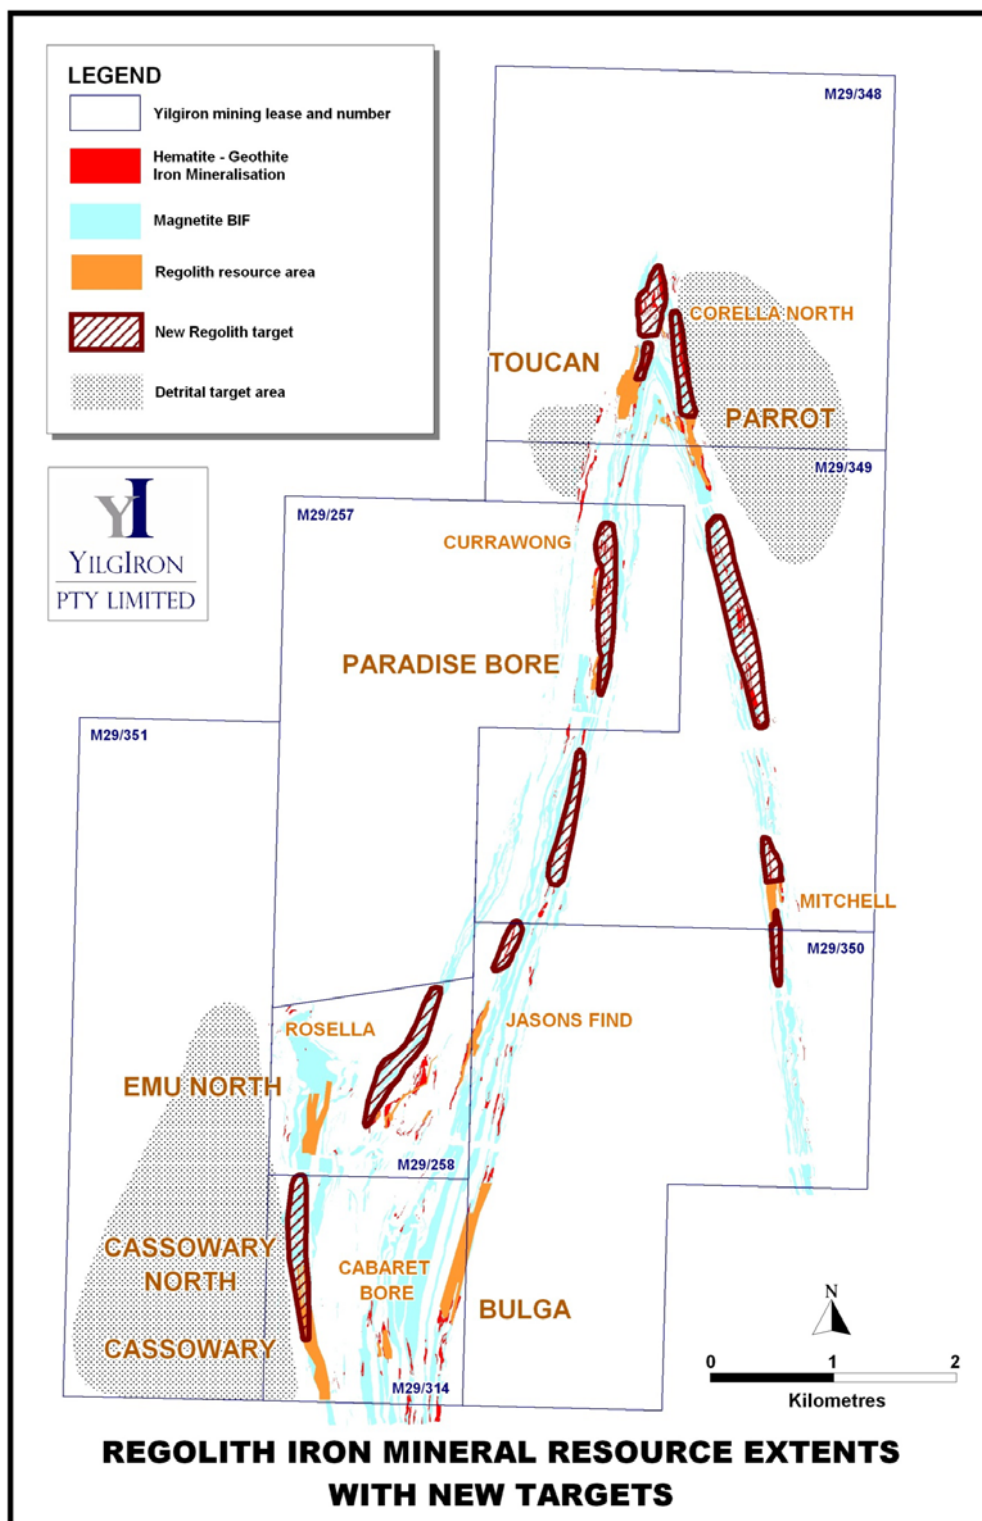 LEGEND
Yilgiron mining lease and number
Hematite - Geothite
Iron Mineralisation
Magnetite BIF
Regolith resource area
New Regolith target
Detrital target area
YI
YILGIRON
PTY LIMITED
M29/348
CORELLA NORTH
TOUCAN
PARROT
M29/349
M29/257
CURRAWONG
PARADISE BORE
M29/351
MITCHELL
M29/350
ROSELLA
JASONS FIND
EMU NORTH
M29/258
CASSOWARY
NORTH
CABARET
BORE
BULGA
CASSOWARY
M29/314
N
0 1 2
Kilometres
REGOLITH IRON MINERAL RESOURCE EXTENTS
WITH NEW TARGETS